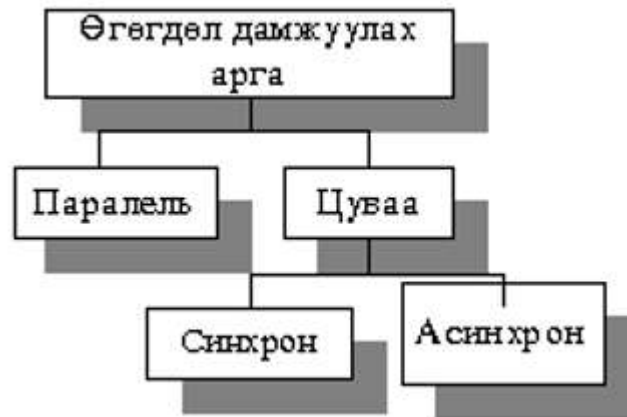 Өгөгдөл дамжуулах
арга
Паралель
Цуваа
Синхрон
Асинхрон